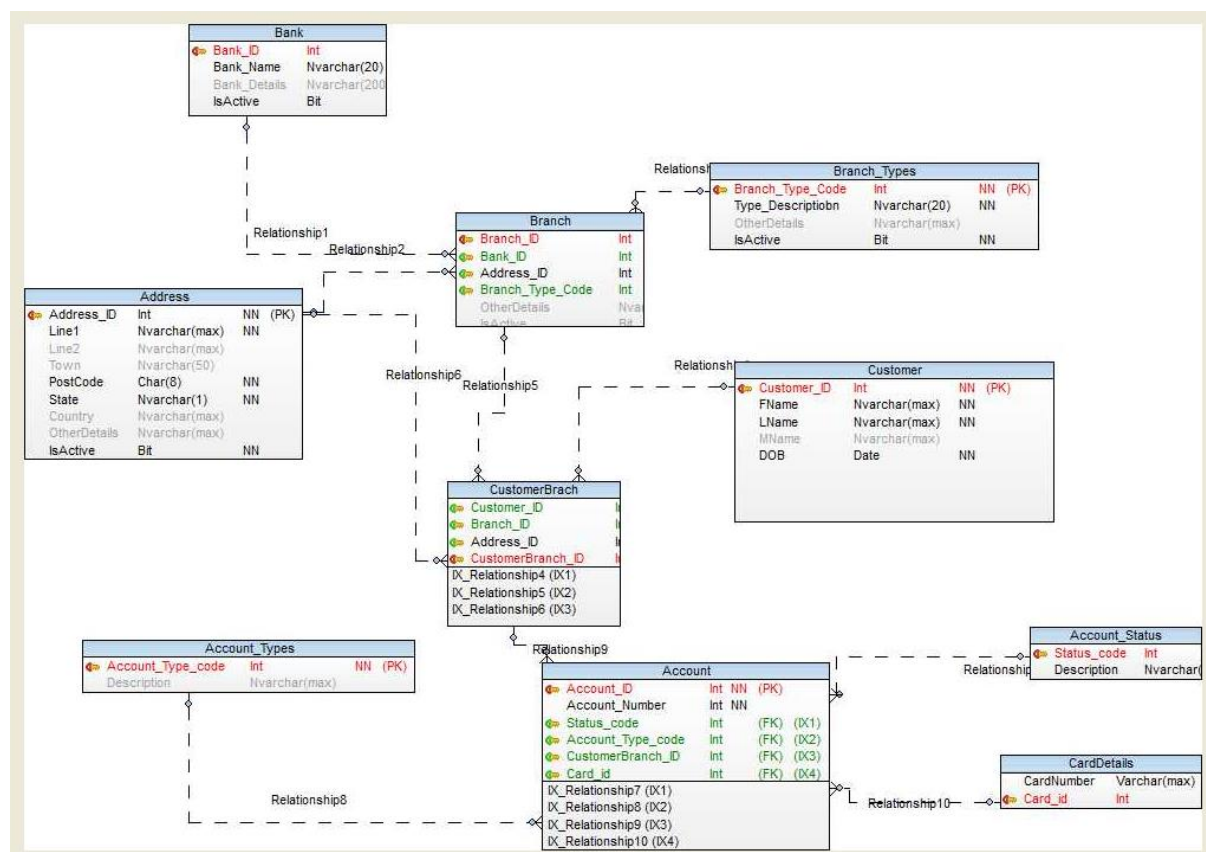 Bank
Bank_ID Int
Bank_Name Nvarchar(20)
Bank_Details Nvarchar(200
IsActive Bit
Relationship1
Relationship2
Branch
Branch_ID Int
Bank_ID Int
Address_ID Int
Branch_Type_Code Int
OtherDetails Nva
IsActive Bit
Relationsh
Branch_Types
Branch_Type_Code Int NN (PK)
Type_Descriptiobn Nvarchar(20) NN
OtherDetails Nvarchar(max)
IsActive Bit NN
Address
Address_ID Int NN (PK)
Line1 Nvarchar(max) NN
Line2 Nvarchar(max)
Town Nvarchar(50)
PostCode Char(8) NN
State Nvarchar(1) NN
Country Nvarchar(max)
OtherDetails Nvarchar(max)
IsActive Bit NN
Relationship6
Relationship5
Relationsh
Customer
Customer_ID Int NN (PK)
FName Nvarchar(max) NN
LName Nvarchar(max) NN
MName Nvarchar(max)
DOB Date NN
CustomerBrach
Customer_ID
Branch_ID
Address_ID
CustomerBranch_ID
IX_Relationship4 (IX1)
IX_Relationship5 (IX2)
IX_Relationship6 (IX3)
Relationship9
Account_Types
Account_Type_code Int NN (PK)
Description Nvarchar(max)
Relationship8
Account
Account_ID Int NN (PK)
Account_Number Int NN
Status_code Int (FK) (IX1)
Account_Type_code Int (FK) (IX2)
CustomerBranch_ID Int (FK) (IX3)
Card_id Int (FK) (IX4)
IX_Relationship7 (IX1)
IX_Relationship8 (IX2)
IX_Relationship9 (IX3)
IX_Relationship10 (IX4)
Relationship
Account_Status
Status_code Int
Description Nvarchar(
Relationship10
CardDetails
CardNumber Varchar(max)
Card_id Int